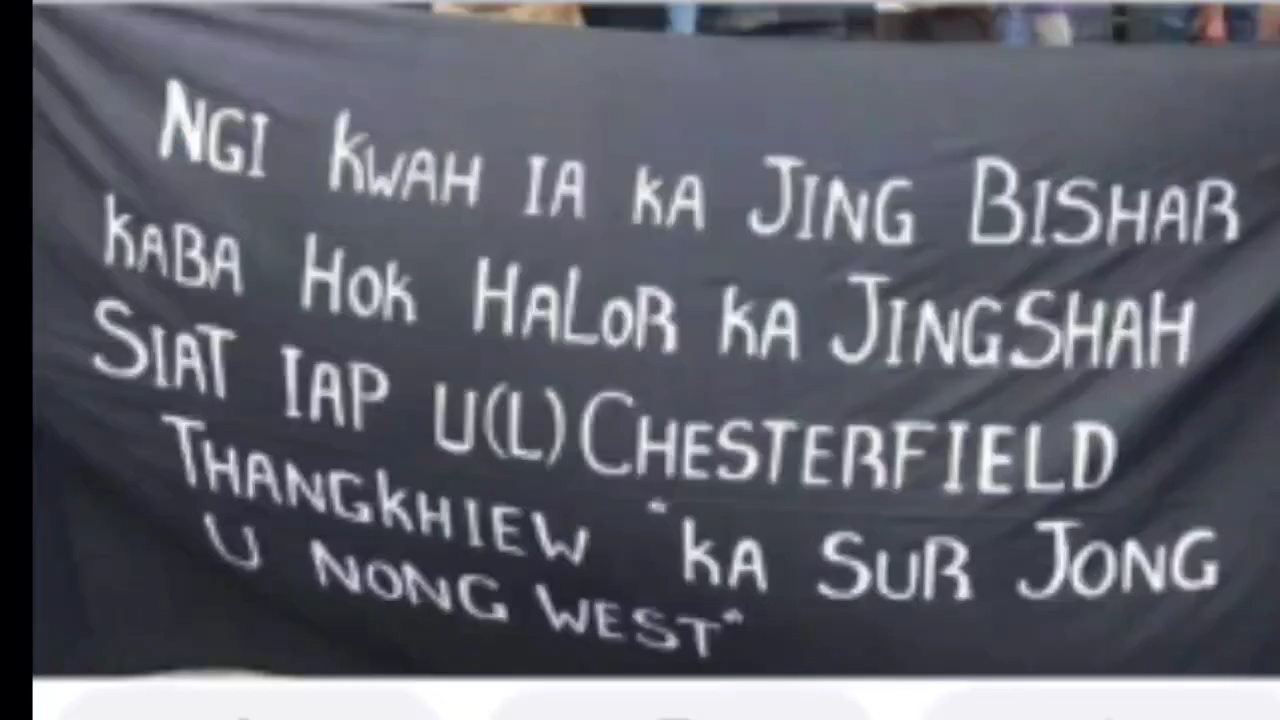 NGI KWAH IA KA JING BISHAR
KABA HOK HALOR KA JINGSHAH
SIAT IAP U(L) CHESTERFIELD
THANGKHIEW "KA SUR JONG
U NONG WEST"